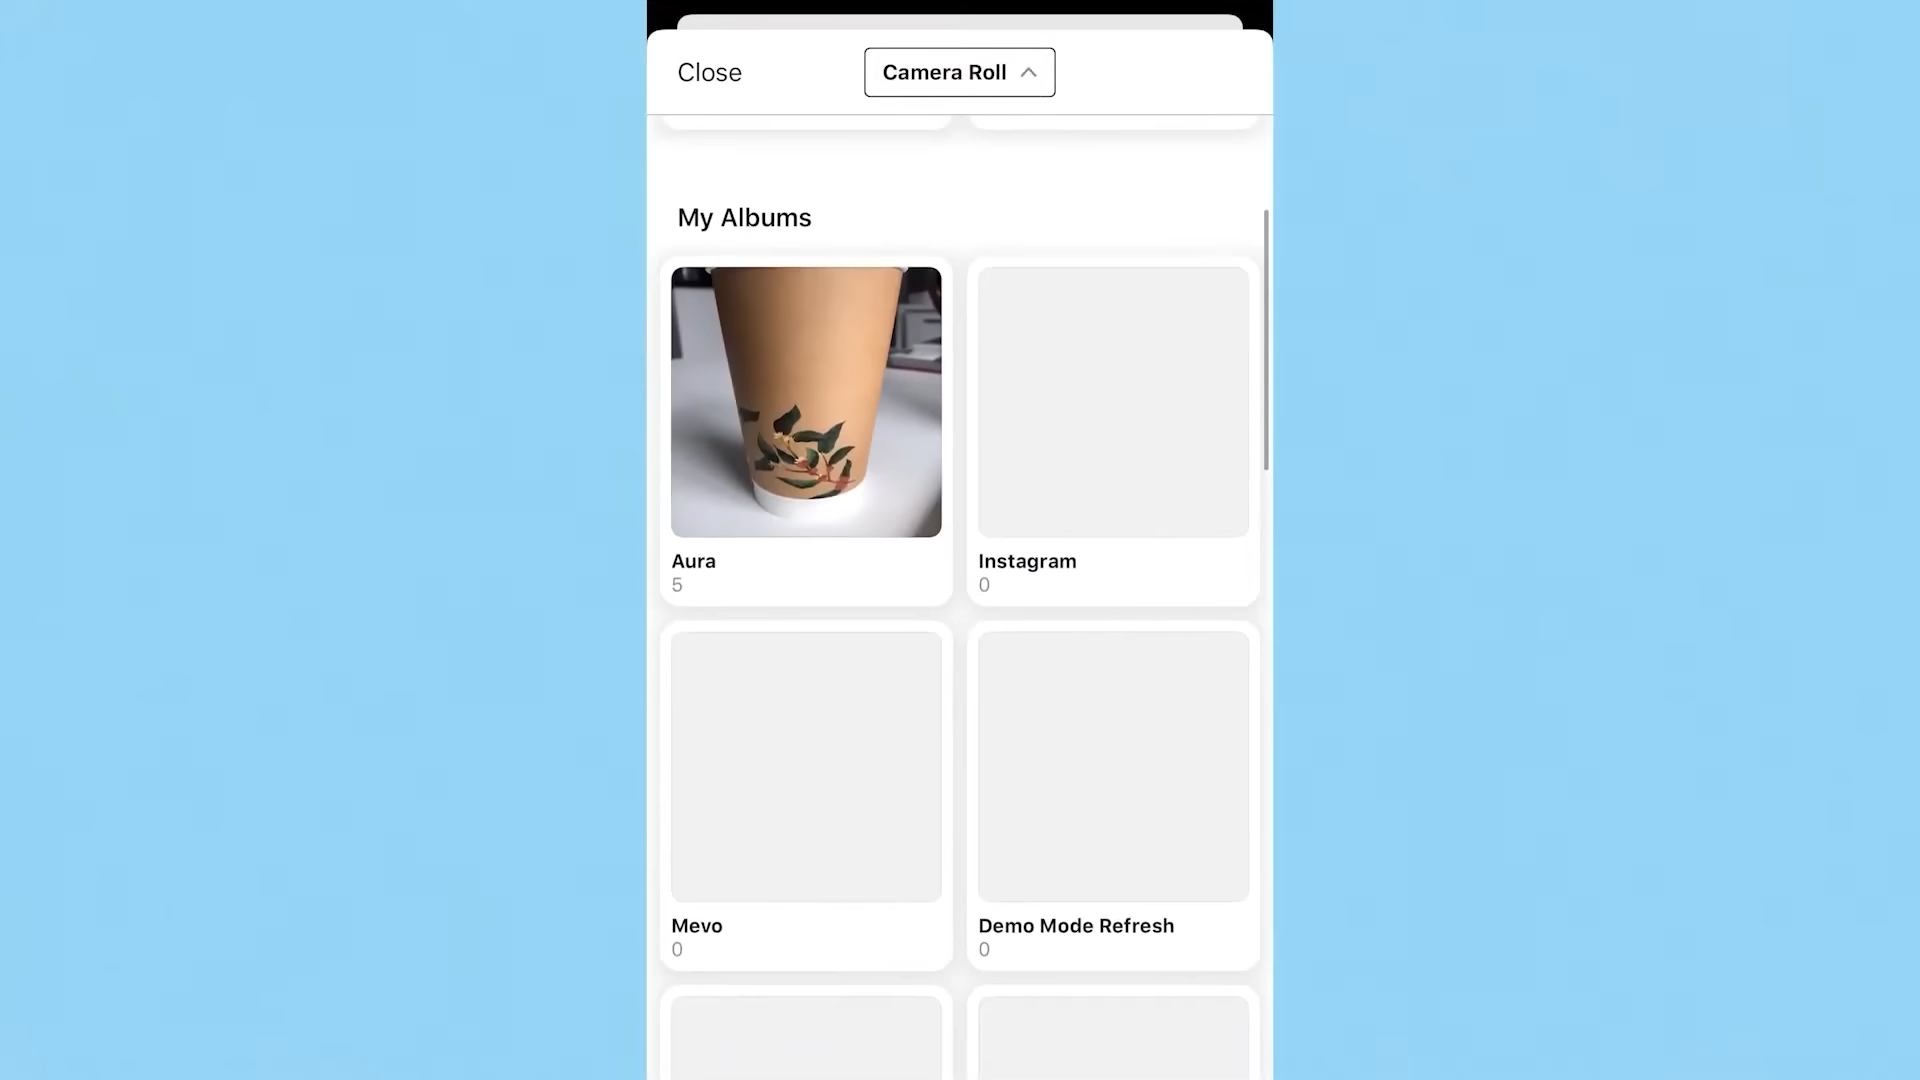 Close
Camera Roll
My Albums
Aura
5
Instagram
0
Mevo
0
Demo Mode Refresh
0